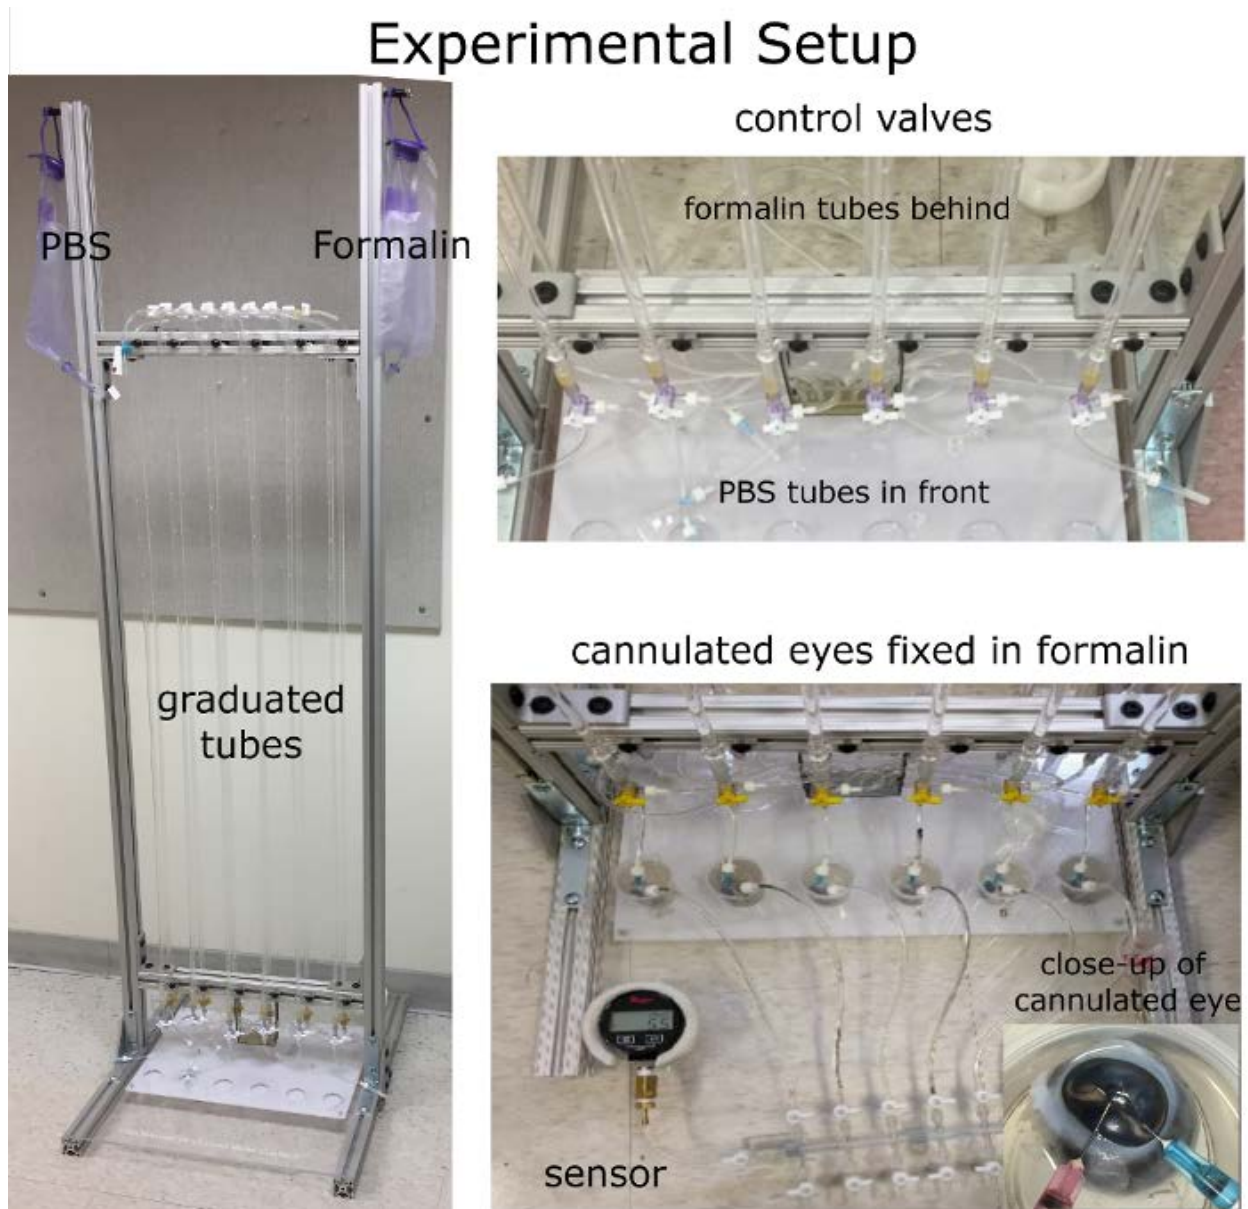 Experimental Setup
PBS
Formalin
graduated
tubes
control valves
formalin tubes behind
PBS tubes in front
cannulated eyes fixed in formalin
sensor
close-up of
cannulated eye